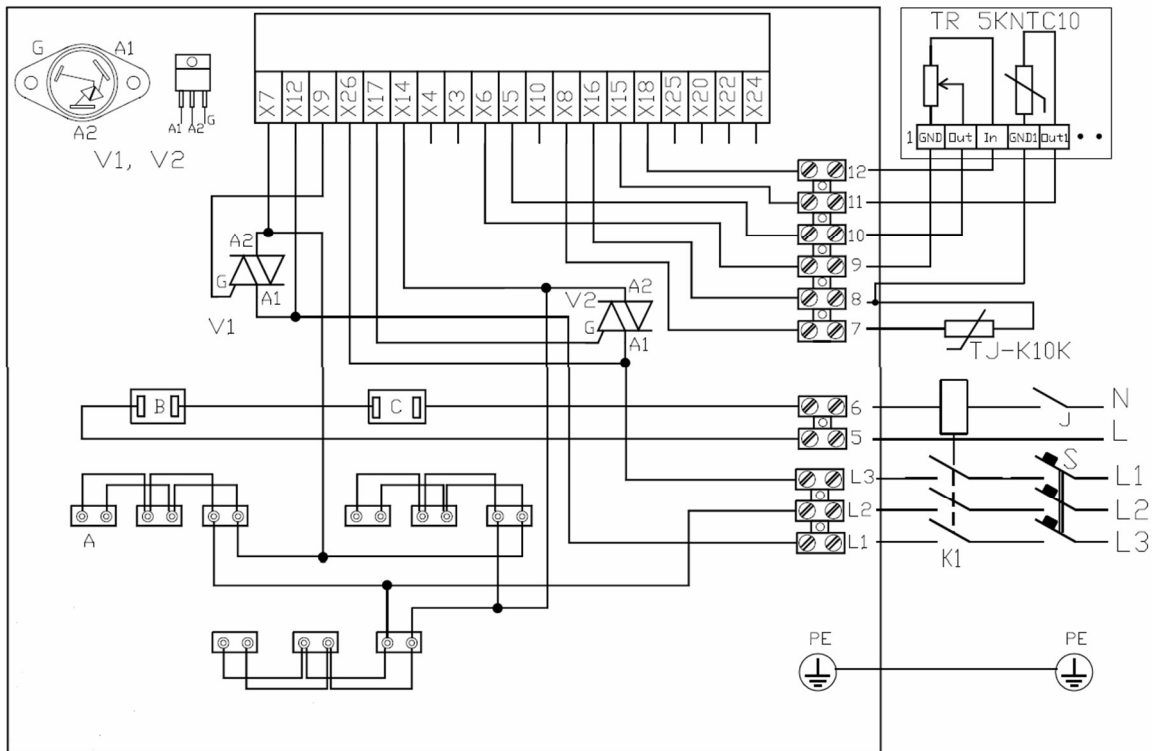 TR 5KNTC10
G A1
A2
A1 A2 G
V1, V2
X7 X12 X9 X26 X17 X14 X4 X3 X6 X5 X10 X8 X16 X15 X18 X25 X20 X22 X24
1 GND Out In GND1 Out1
12
11
10
9
8
7
A2
G
A1
V1
A2
V2
G
A1
TJ-K10K
B C
6
5
J
N
L
L3
L2
L1
K1
S
L1
L2
L3
A
PE PE